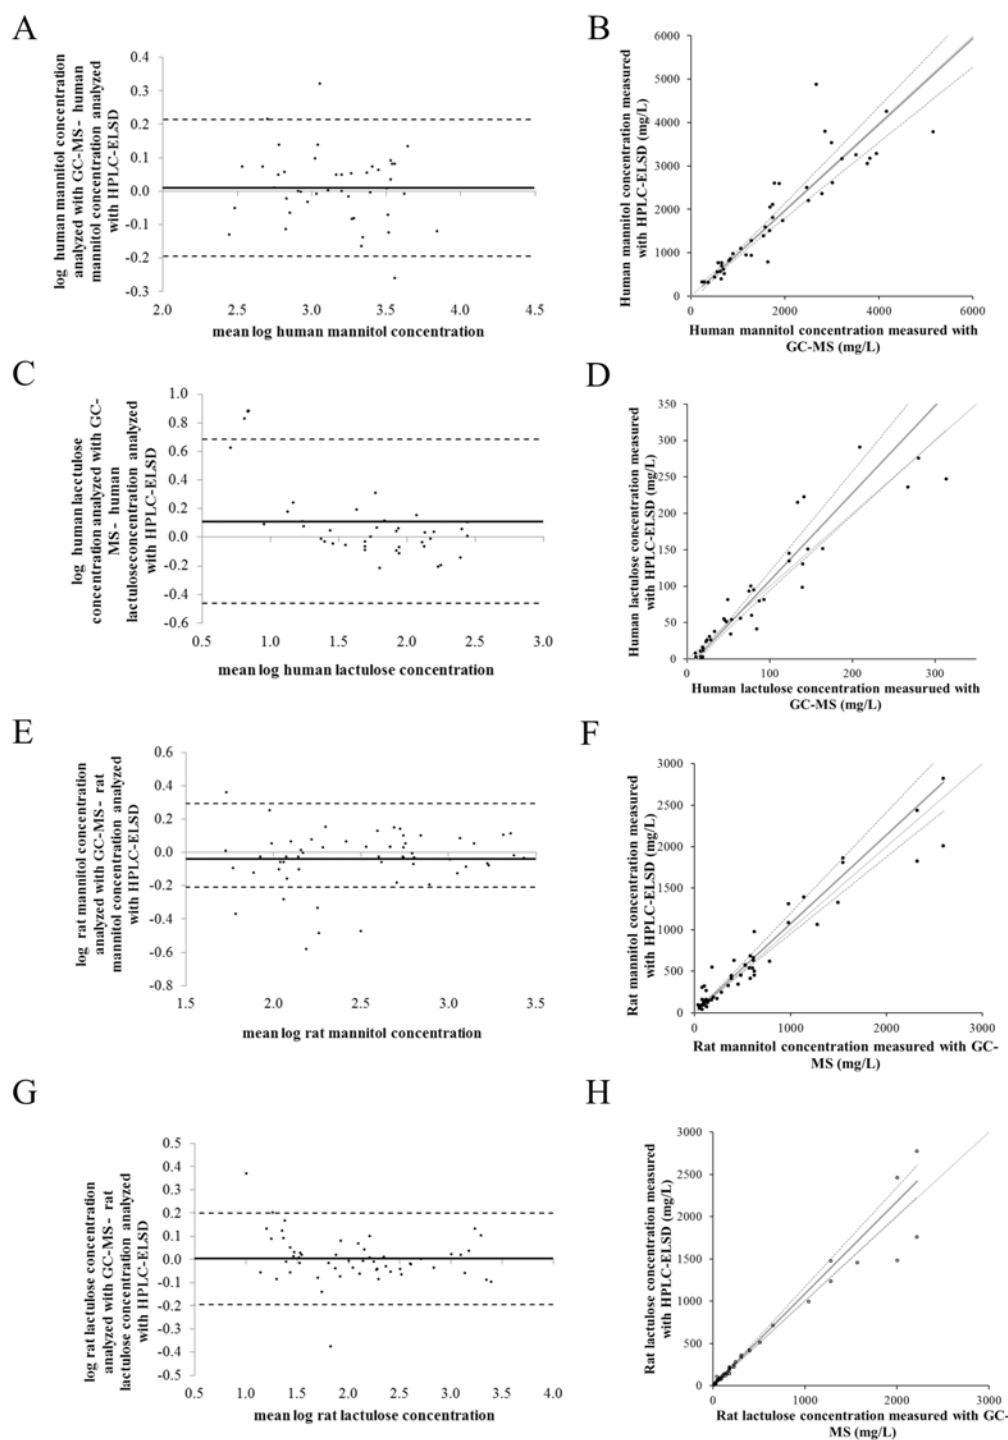 A
log human mannitol concentration
analyzed with GC-MS - human
mannitol concentration analyzed
with HPLC-ELSD
0.4
0.3
0.2
0.1
0.0
-0.1
-0.2
-0.3
2.0 2.5 3.0 3.5 4.0 4.5
mean log human mannitol concentration
B
Human mannitol concentration measured
with HPLC-ELSD (mg/L)
6000
5000
4000
3000
2000
1000
0
0 2000 4000 6000
Human mannitol concentration measured with
GC-MS (mg/L)
C
log human lacctulose
concentration analyzed with GC-
MS - human
lactuloseconcentration analyzed
with HPLC-ELSD
1.0
0.8
0.6
0.4
0.2
0.0
-0.2
-0.4
-0.6
0.5 1.0 1.5 2.0 2.5 3.0
mean log human lactulose concentration
D
Human lactulose concentration measured
with HPLC-ELSD (mg/L)
350
300
250
200
150
100
50
0
0 100 200 300
Human lactulose concentration measurued with
GC-MS (mg/L)
E
log rat mannitol concentration
analyzed with GC-MS - rat
mannitol concentration analyzed
with HPLC-ELSD
0.6
0.4
0.2
0.0
-0.2
-0.4
-0.6
-0.8
1.5 2.0 2.5 3.0 3.5
mean log rat mannitol concentration
F
Rat mannitol concentration measured
with HPLC-ELSD (mg/L)
3000
2500
2000
1500
1000
500
0
0 1000 2000 3000
Rat mannitol concentration measured with GC-
MS (mg/L)
G
log rat lactulose concentration
analyzed with GC-MS - rat
lactulose concentration analyzed
with HPLC-ELSD
0.5
0.4
0.3
0.2
0.1
0.0
-0.1
-0.2
-0.3
-0.4
-0.5
0.5 1.0 1.5 2.0 2.5 3.0 3.5 4.0
mean log rat lactulose concentration
H
Rat lactulose concentration measured
with HPLC-ELSD (mg/L)
3000
2500
2000
1500
1000
500
0
0 1000 2000 3000
Rat lactulose concentration measured with GC-
MS (mg/L)